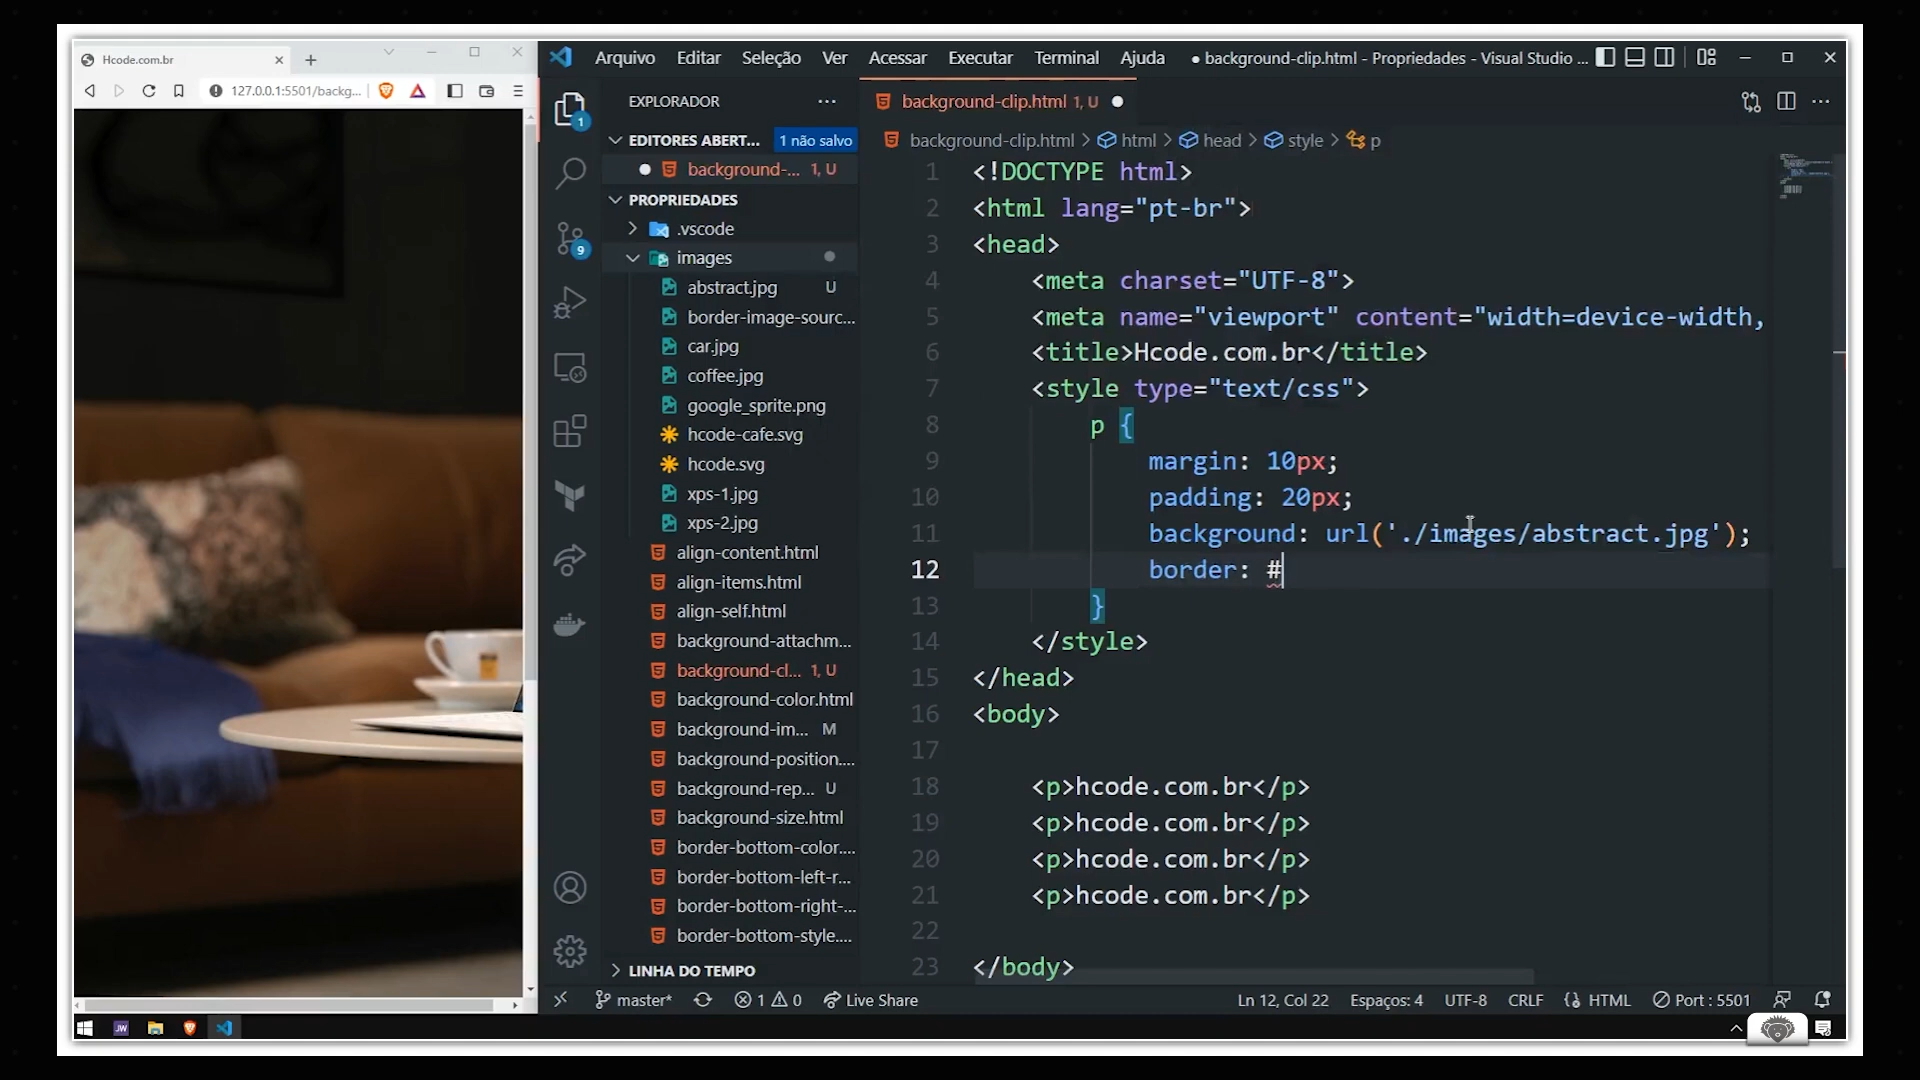 Hcode.com.br
127.0.0.1:5501/backg...
Arquivo Editar Seleção Ver Acessar Executar Terminal Ajuda
● background-clip.html - Propriedades - Visual Studio ...
EXPLORADOR
EDITORES ABERT... 1 não salvo
background-... 1, U
PROPRIEDADES
.vscode
images
abstract.jpg U
border-image-sourc...
car.jpg
coffee.jpg
google_sprite.png
hcode-cafe.svg
hcode.svg
xps-1.jpg
xps-2.jpg
align-content.html
align-items.html
align-self.html
background-attachm...
background-cl... 1, U
background-color.html
background-im... M
background-position....
background-rep... U
background-size.html
border-bottom-color....
border-bottom-left-r...
border-bottom-right-...
border-bottom-style....
LINHA DO TEMPO
1
9
background-clip.html 1, U
background-clip.html > html > head > style > p
1 <!DOCTYPE html>
2 <html lang="pt-br">
3 <head>
4 <meta charset="UTF-8">
5 <meta name="viewport" content="width=device-width,
6 <title>Hcode.com.br</title>
7 <style type="text/css">
8 p {
9 margin: 10px;
10 padding: 20px;
11 background: url('./images/abstract.jpg');
12 border: #
13 }
14 </style>
15 </head>
16 <body>
17
18 <p>hcode.com.br</p>
19 <p>hcode.com.br</p>
20 <p>hcode.com.br</p>
21 <p>hcode.com.br</p>
22
23 </body>
master* 1 0 Live Share Ln 12, Col 22 Espaços: 4 UTF-8 CRLF HTML Port : 5501
JW